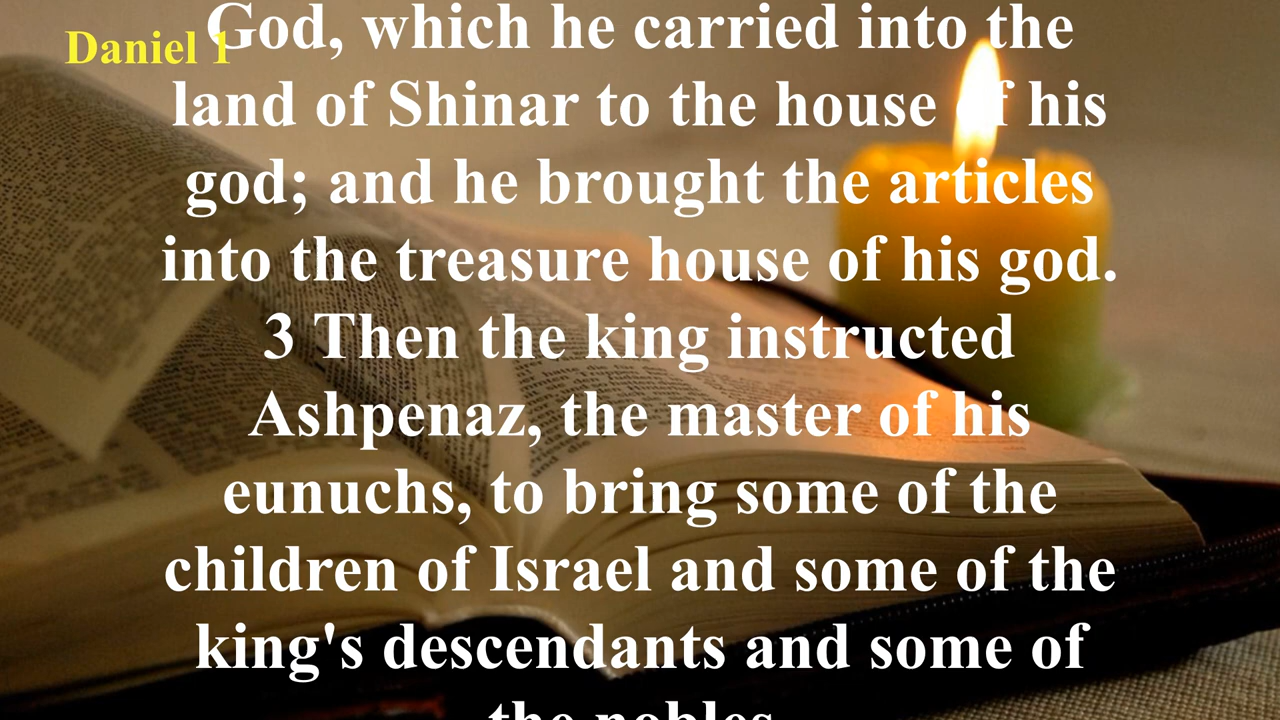 Daniel 1
God, which he carried into the
land of Shinar to the house of his
god; and he brought the articles
into the treasure house of his god.
3 Then the king instructed
Ashpenaz, the master of his
eunuchs, to bring some of the
children of Israel and some of the
king's descendants and some of
the nobles